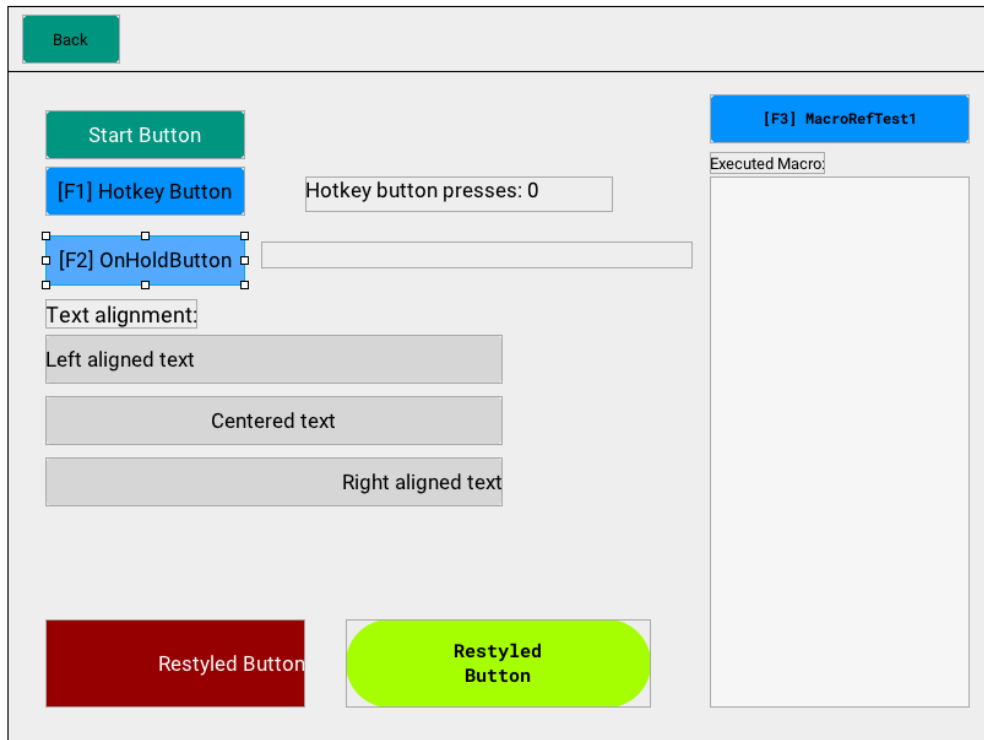 Back
Start Button
[F1] Hotkey Button
Hotkey button presses: 0
[F2] OnHoldButton
Text alignment:
Left aligned text
Centered text
Right aligned text
Restyled Button
Restyled
Button
[F3] MacroRefTest1
Executed Macro: